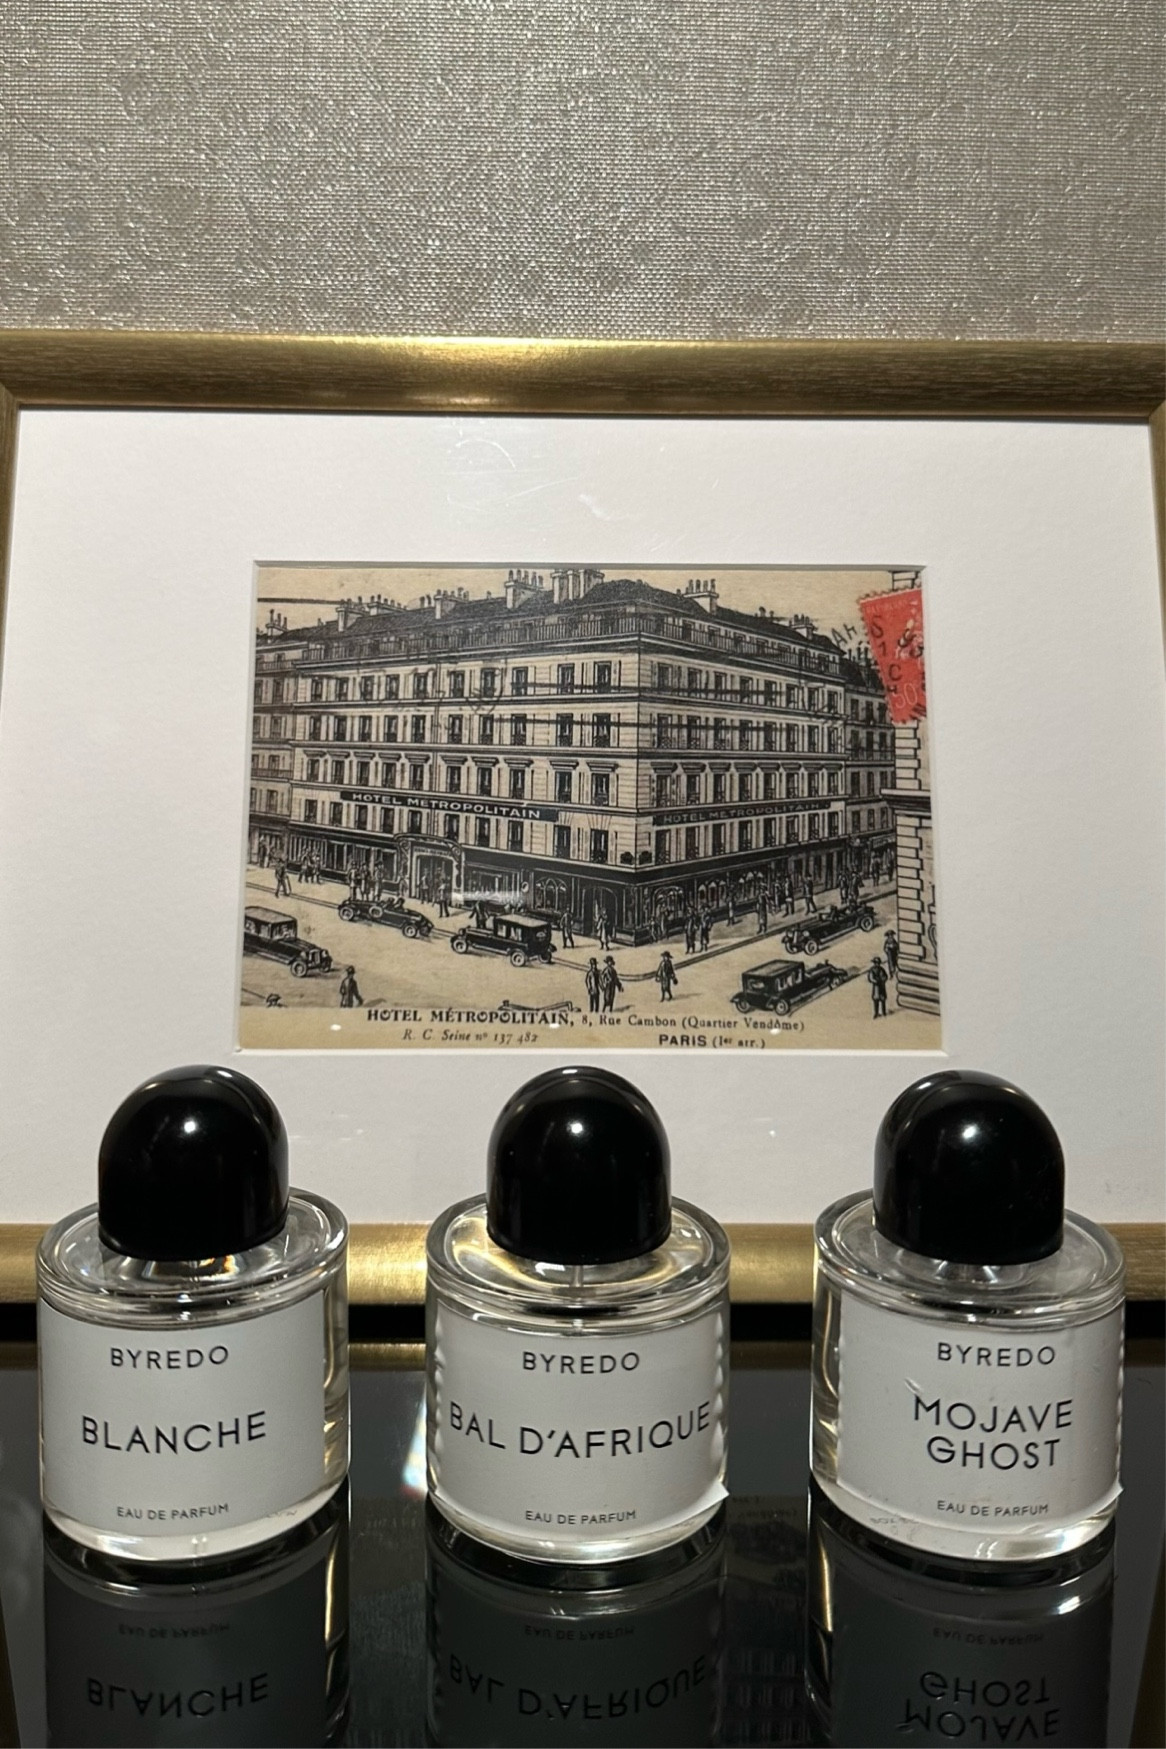 HOTEL METROPOLITAIN
HOTEL METROPOLITAIN
HOTEL MÉTROPOLITAIN, 8, Rue Cambon (Quartier Vendôme)
R. C. Seine nº 137 482
PARIS (1er arr.)
BYREDO
BLANCHE
EAU DE PARFUM
BYREDO
BAL D'AFRIQUE
EAU DE PARFUM
BYREDO
MOJAVE
GHOST
EAU DE PARFUM